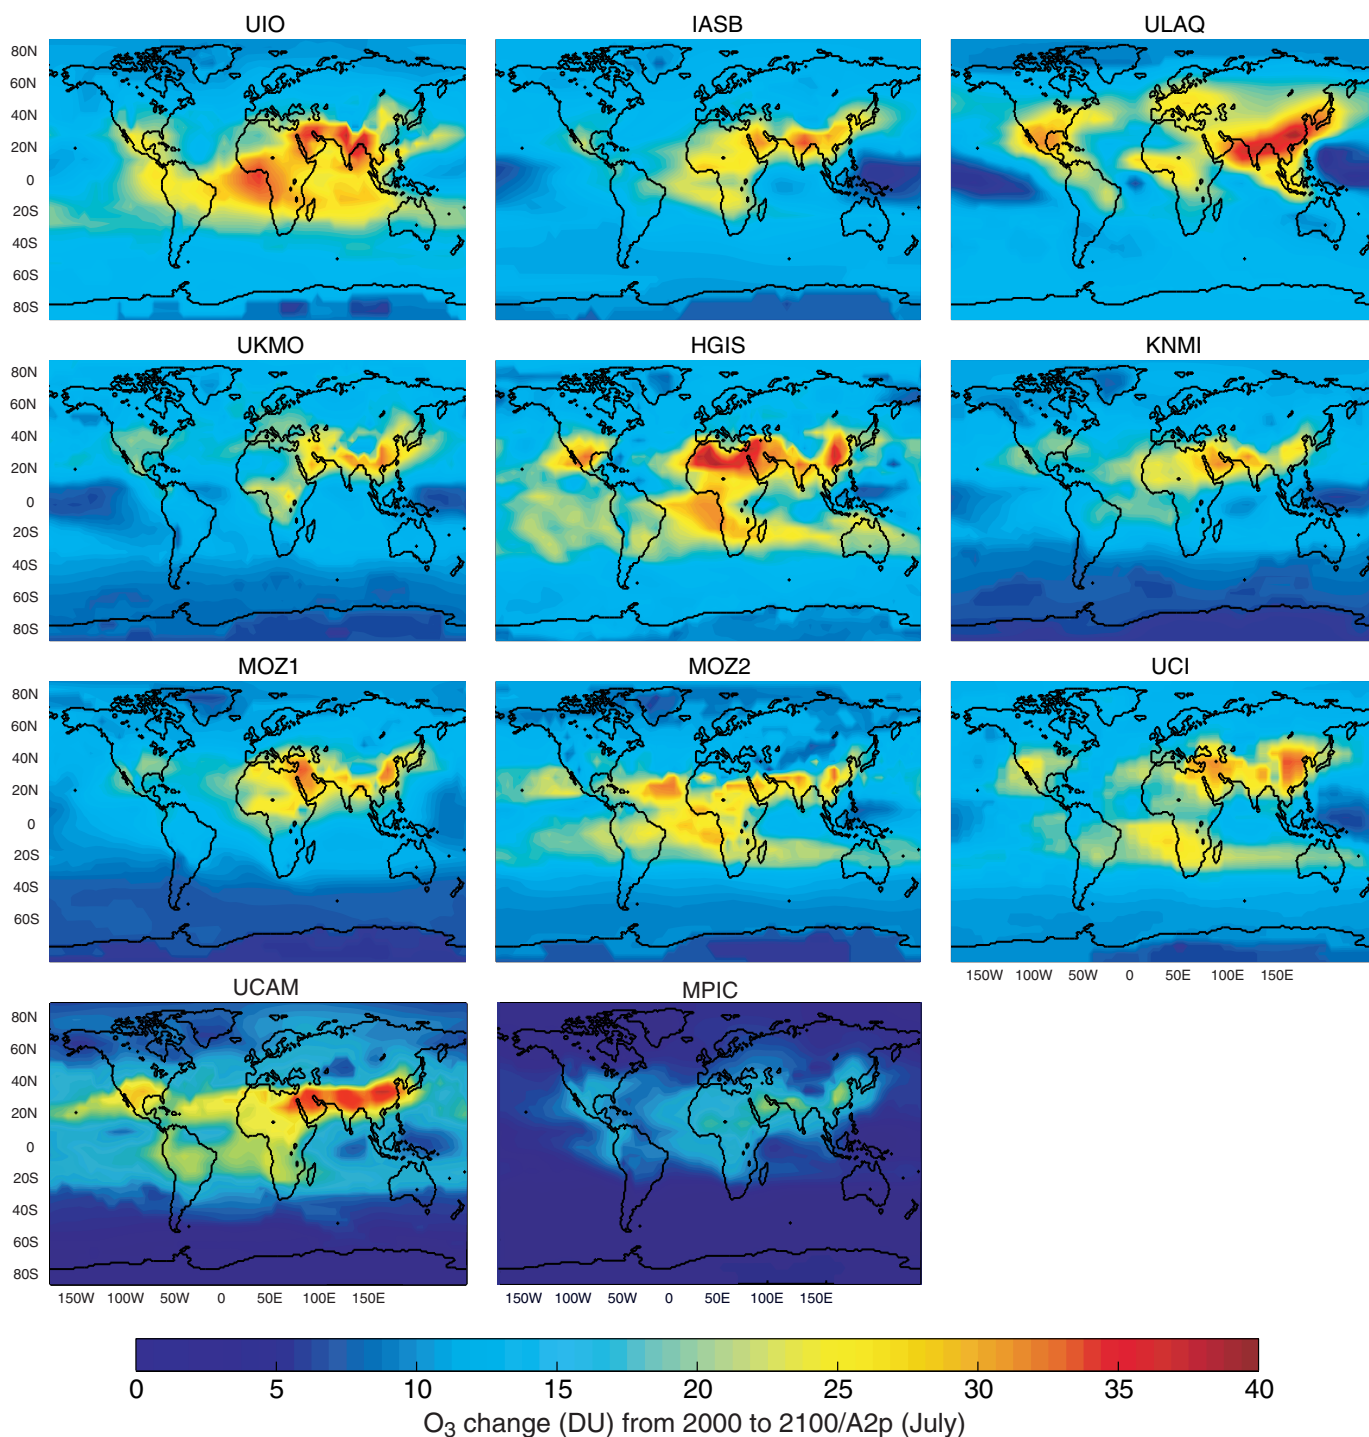 UIO IASB ULAQ
80N
60N
40N
20N
0
20S
40S
60S
80S
UKMO HGIS KNMI
80N
60N
40N
20N
0
20S
40S
60S
80S
MOZ1 MOZ2 UCI
80N
60N
40N
20N
0
20S
40S
60S
150W 100W 50W 0 50E 100E 150E
UCAM MPIC
80N
60N
40N
20N
0
20S
40S
60S
80S
150W 100W 50W 0 50E 100E 150E 150W 100W 50W 0 50E 100E 150E
0 5 10 15 20 25 30 35 40
O3 change (DU) from 2000 to 2100/A2p (July)